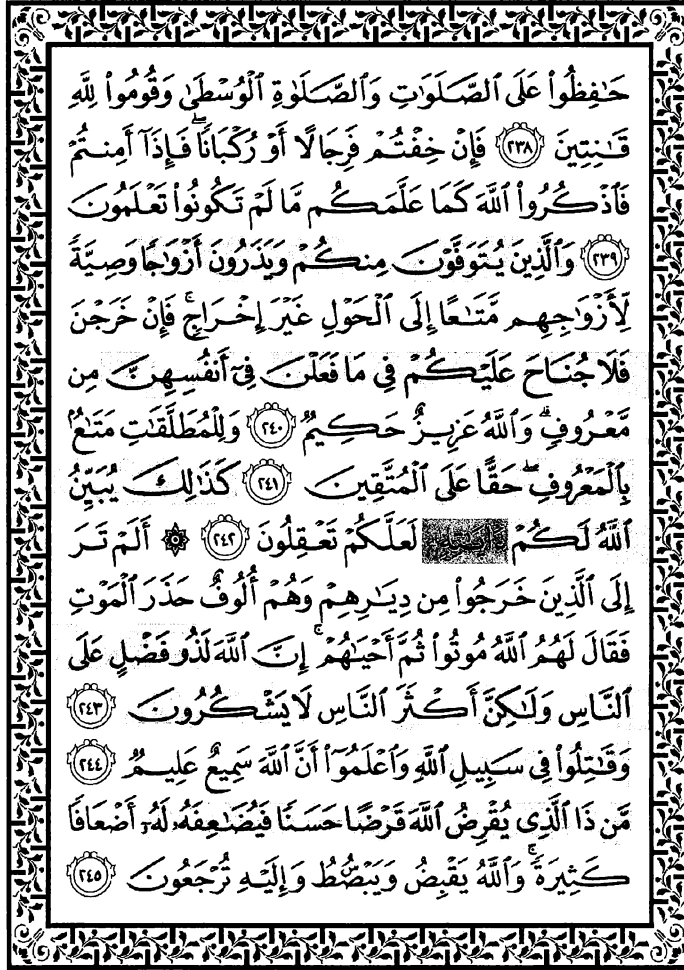 حَـٰفِظُوا۟ عَلَى ٱلصَّلَوَٰتِ وَٱلصَّلَوٰةِ ٱلْوُسْطَىٰ وَقُومُوا۟ لِلَّهِ
قَـٰنِتِينَ ﴿٢٣٨﴾ فَإِنْ خِفْتُمْ فَرِجَالًا أَوْ رُكْبَانًا ۖ فَإِذَآ أَمِنتُمْ
فَٱذْكُرُوا۟ ٱللَّهَ كَمَا عَلَّمَكُم مَّا لَمْ تَكُونُوا۟ تَعْلَمُونَ
﴿٢٣٩﴾ وَٱلَّذِينَ يُتَوَفَّوْنَ مِنكُمْ وَيَذَرُونَ أَزْوَٰجًا وَصِيَّةً
لِّأَزْوَٰجِهِم مَّتَـٰعًا إِلَى ٱلْحَوْلِ غَيْرَ إِخْرَاجٍ ۚ فَإِنْ خَرَجْنَ
فَلَا جُنَاحَ عَلَيْكُمْ فِى مَا فَعَلْنَ فِىٓ أَنفُسِهِنَّ مِن
مَّعْرُوفٍ ۗ وَٱللَّهُ عَزِيزٌ حَكِيمٌ ﴿٢٤٠﴾ وَلِلْمُطَلَّقَـٰتِ مَتَـٰعٌۢ
بِٱلْمَعْرُوفِ ۖ حَقًّا عَلَى ٱلْمُتَّقِينَ ﴿٢٤١﴾ كَذَٰلِكَ يُبَيِّنُ
ٱللَّهُ لَكُمْ لَعَلَّكُمْ تَعْقِلُونَ ﴿٢٤٢﴾ ۞ أَلَمْ تَرَ
إِلَى ٱلَّذِينَ خَرَجُوا۟ مِن دِيَـٰرِهِمْ وَهُمْ أُلُوفٌ حَذَرَ ٱلْمَوْتِ
فَقَالَ لَهُمُ ٱللَّهُ مُوتُوا۟ ثُمَّ أَحْيَـٰهُمْ ۚ إِنَّ ٱللَّهَ لَذُو فَضْلٍ عَلَى
ٱلنَّاسِ وَلَـٰكِنَّ أَكْثَرَ ٱلنَّاسِ لَا يَشْكُرُونَ ﴿٢٤٣﴾
وَقَـٰتِلُوا۟ فِى سَبِيلِ ٱللَّهِ وَٱعْلَمُوٓا۟ أَنَّ ٱللَّهَ سَمِيعٌ عَلِيمٌ ﴿٢٤٤﴾
مَّن ذَا ٱلَّذِى يُقْرِضُ ٱللَّهَ قَرْضًا حَسَنًا فَيُضَـٰعِفَهُۥ لَهُۥٓ أَضْعَافًا
كَثِيرَةً ۚ وَٱللَّهُ يَقْبِضُ وَيَبْصُۜطُ وَإِلَيْهِ تُرْجَعُونَ ﴿٢٤٥﴾